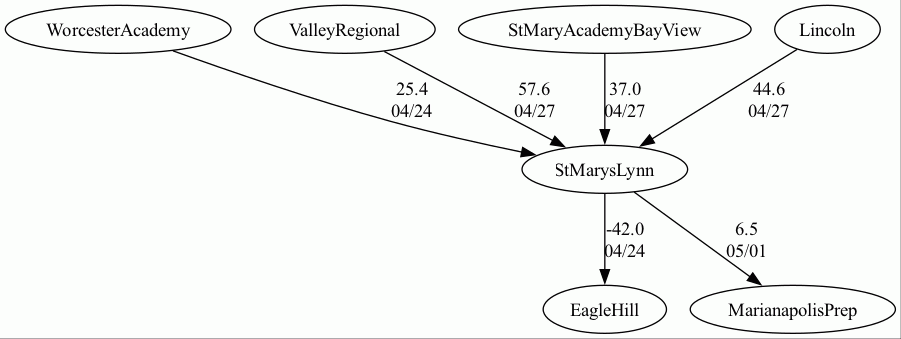 WorcesterAcademy
ValleyRegional
StMaryAcademyBayView
Lincoln
25.4
04/24
57.6
04/27
37.0
04/27
44.6
04/27
StMarysLynn
-42.0
04/24
6.5
05/01
EagleHill
MarianapolisPrep